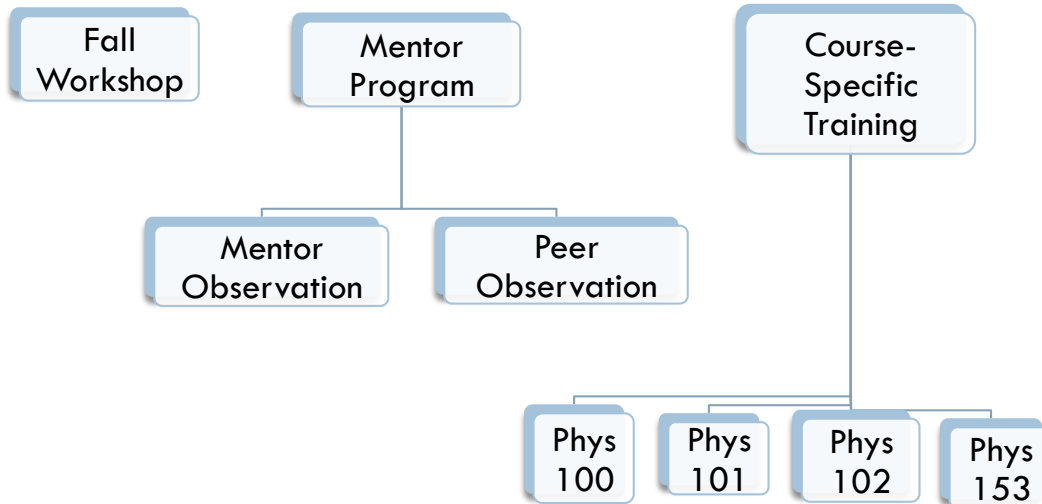 Fall
Workshop
Mentor
Program
Course-
Specific
Training
Mentor
Observation
Peer
Observation
Phys
100
Phys
101
Phys
102
Phys
153